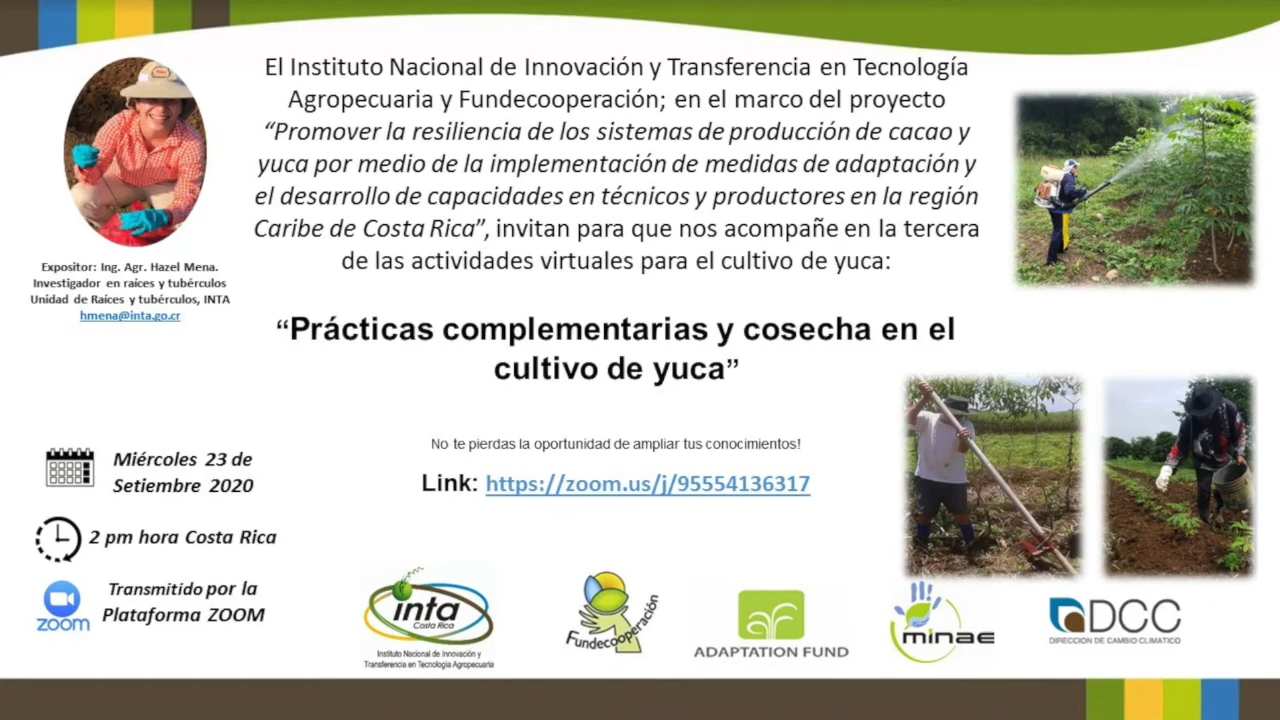 El Instituto Nacional de Innovación y Transferencia en Tecnología
Agropecuaria y Fundecooperación; en el marco del proyecto
“Promover la resiliencia de los sistemas de producción de cacao y
yuca por medio de la implementación de medidas de adaptación y
el desarrollo de capacidades en técnicos y productores en la región
Caribe de Costa Rica”, invitan para que nos acompañe en la tercera
de las actividades virtuales para el cultivo de yuca:
Expositor: Ing. Agr. Hazel Mena.
Investigador en raíces y tubérculos
Unidad de Raíces y tubérculos, INTA
hmena@inta.go.cr
“Prácticas complementarias y cosecha en el
cultivo de yuca”
No te pierdas la oportunidad de ampliar tus conocimientos!
Link: https://zoom.us/j/95554136317
Miércoles 23 de
Setiembre 2020
2 pm hora Costa Rica
Transmitido por la
Plataforma ZOOM
zoom
inta
Costa Rica
Instituto Nacional de Innovación y
Transferencia en Tecnología Agropecuaria
Fundecooperación
ADAPTATION FUND
minae
DCC
DIRECCION DE CAMBIO CLIMATICO